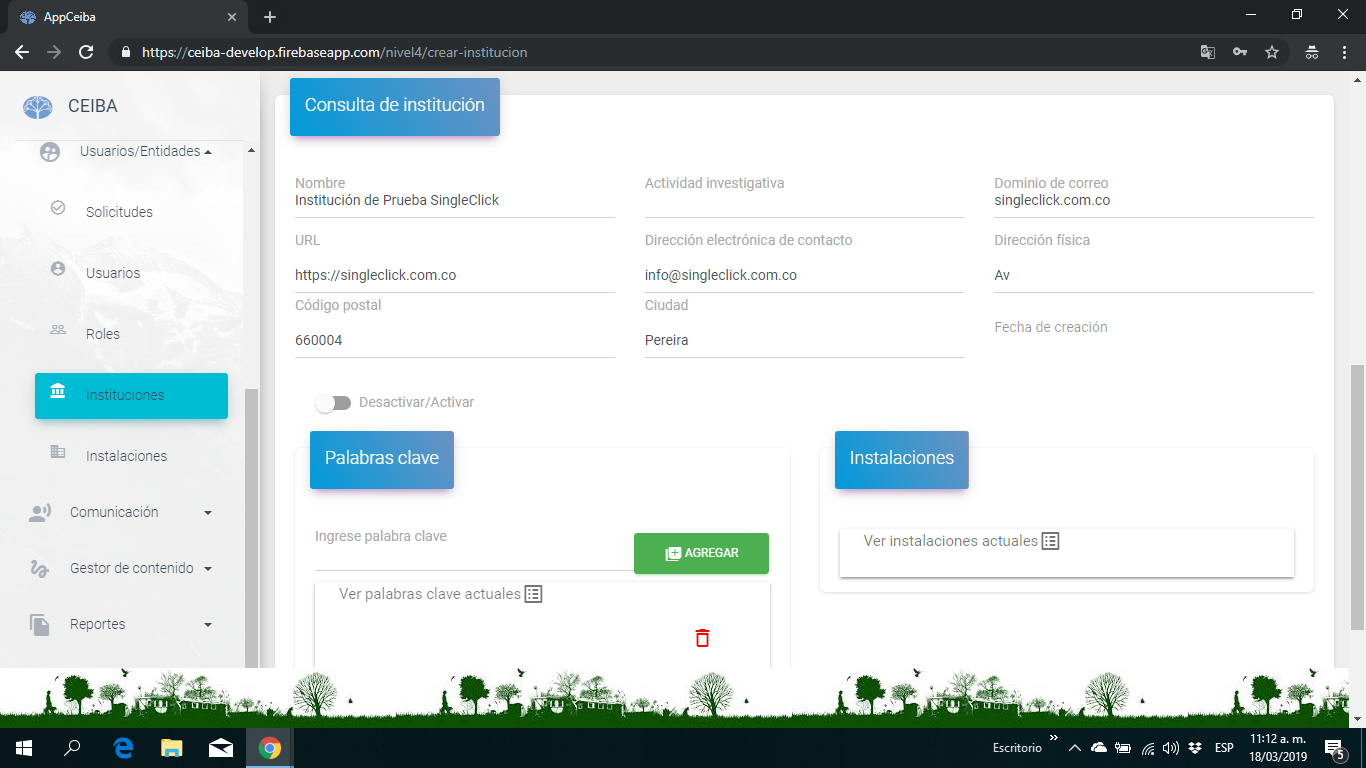 AppCeiba
https://ceiba-develop.firebaseapp.com/nivel4/crear-institucion
CEIBA
Usuarios/Entidades
Solicitudes
Usuarios
Roles
Instituciones
Instalaciones
Comunicación
Gestor de contenido
Reportes
Consulta de institución
Nombre
Institución de Prueba SingleClick
Actividad investigativa
Dominio de correo
singleclick.com.co
URL
https://singleclick.com.co
Dirección electrónica de contacto
info@singleclick.com.co
Dirección física
Av
Código postal
660004
Ciudad
Pereira
Fecha de creación
Desactivar/Activar
Palabras clave
Ingrese palabra clave
AGREGAR
Ver palabras clave actuales
Instalaciones
Ver instalaciones actuales
Escritorio
ESP
11:12 a. m.
18/03/2019
5